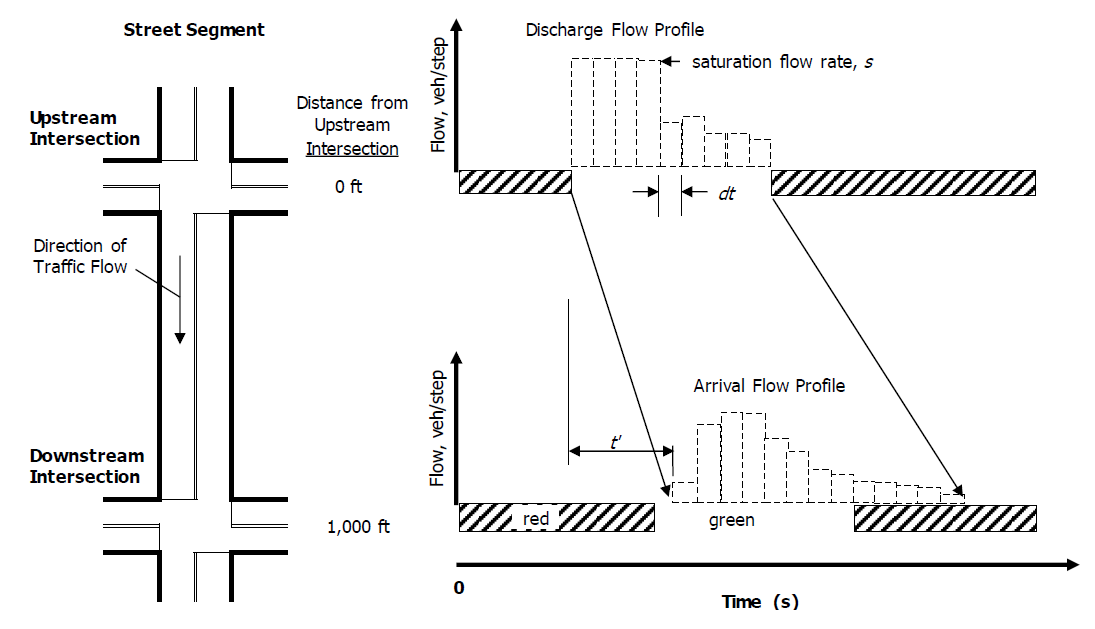 Street Segment
Upstream
Intersection
Distance from
Upstream
Intersection
0 ft
Direction of
Traffic Flow
Downstream
Intersection
1,000 ft
Discharge Flow Profile
Flow, veh/step
saturation flow rate, s
dt
Arrival Flow Profile
Flow, veh/step
t'
red
green
0
Time (s)